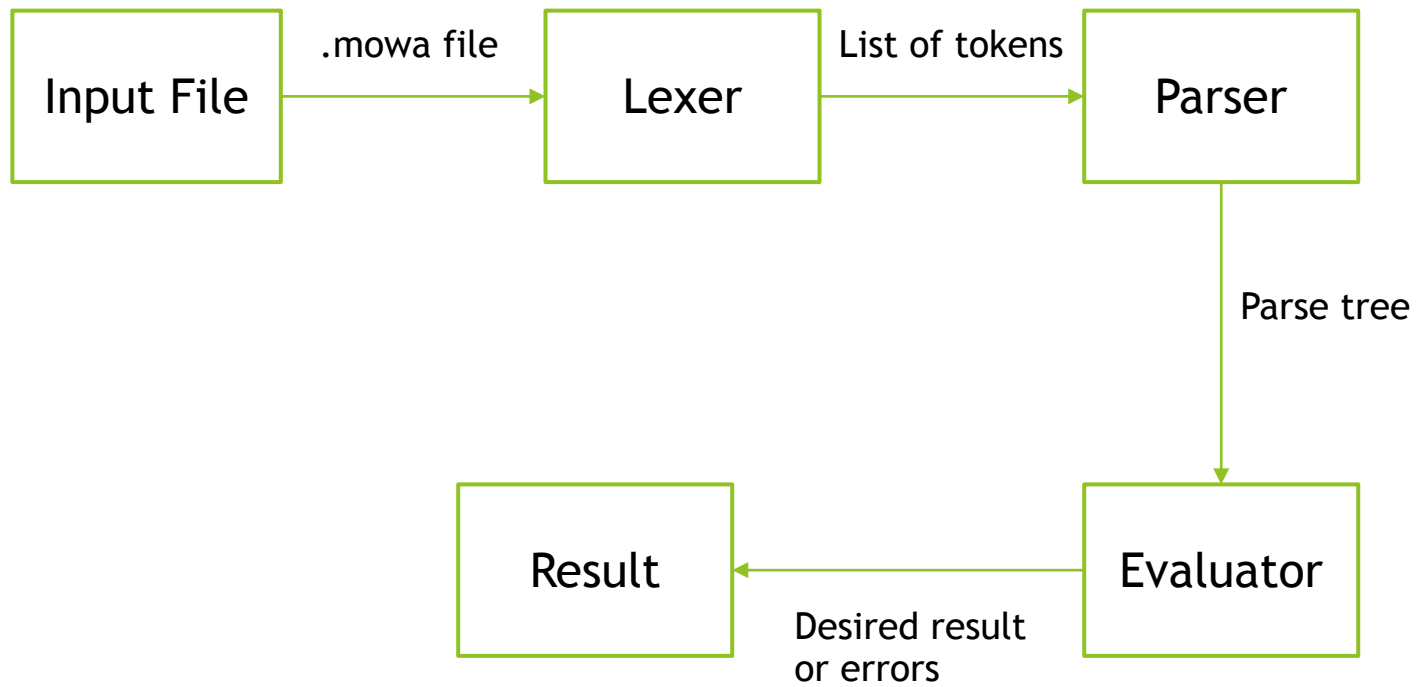 Input File
.mowa file
Lexer
List of tokens
Parser
Parse tree
Evaluator
Desired result
or errors
Result